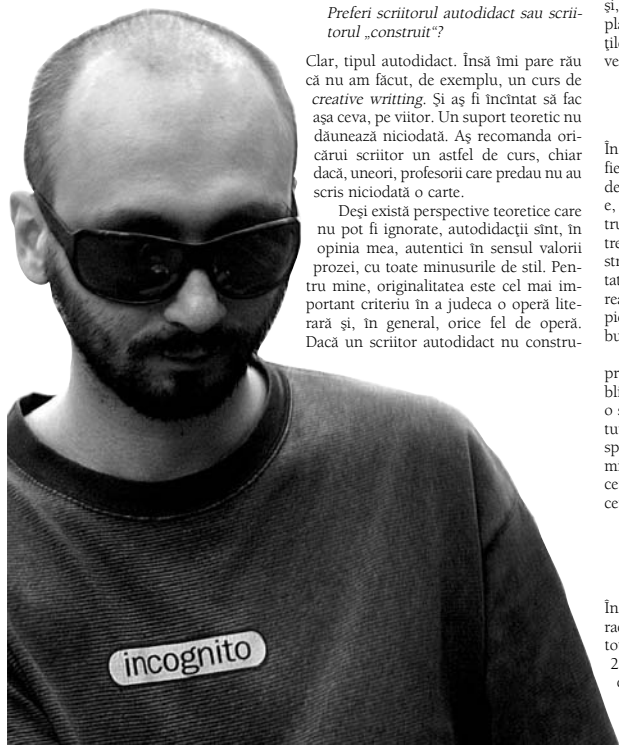 Preferi scriitorul autodidact sau scrii-
torul „construit“?
Clar, tipul autodidact. Însă îmi pare rău
că nu am făcut, de exemplu, un curs de
creative writting. Şi aş fi încîntat să fac
aşa ceva, pe viitor. Un suport teoretic nu
dăunează niciodată. Aş recomanda ori-
cărui scriitor un astfel de curs, chiar
dacă, uneori, profesorii care predau nu au
scris niciodată o carte.
Deşi există perspective teoretice care
nu pot fi ignorate, autodidacţii sînt, în
opinia mea, autentici în sensul valorii
prozei, cu toate minusurile de stil. Pen-
tru mine, originalitatea este cel mai im-
portant criteriu în a judeca o operă lite-
rară şi, în general, orice fel de operă.
Dacă un scriitor autodidact nu constru-
incognito